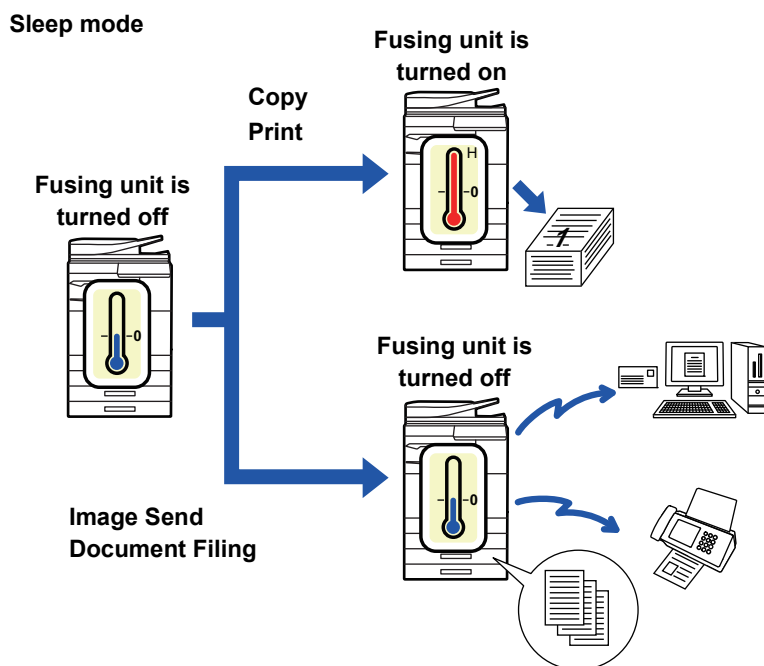 Sleep mode
Fusing unit is
turned on
Copy
Print
H
0
1
Fusing unit is
turned off
0
Fusing unit is
turned off
0
Image Send
Document Filing